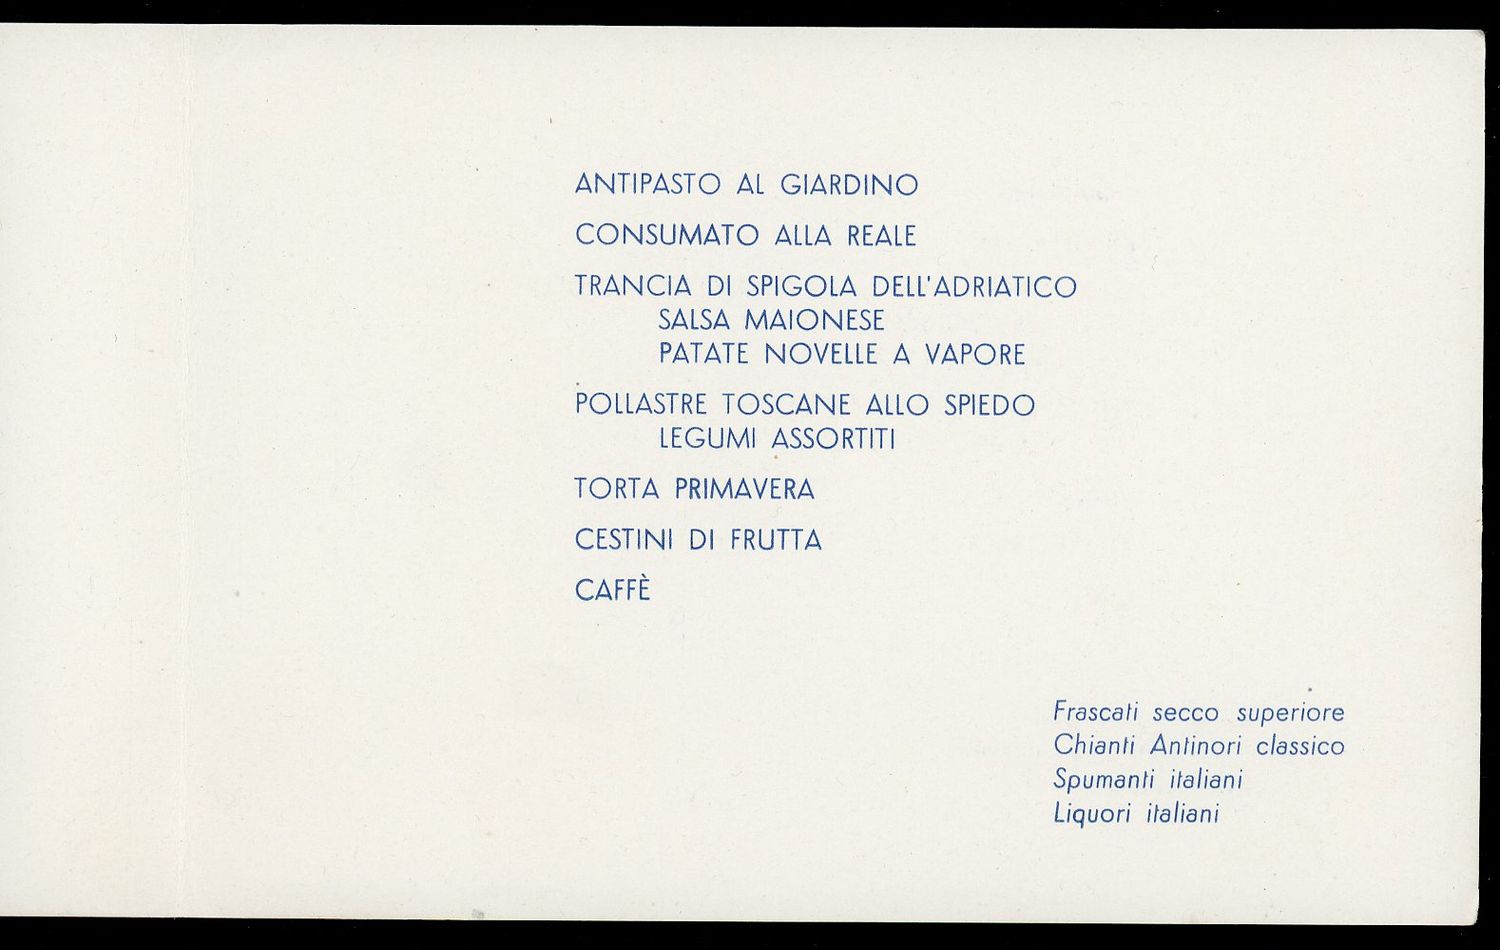 ANTIPASTO AL GIARDINO
CONSUMATO ALLA REALE
TRANCIA DI SPIGOLA DELL'ADRIATICO
SALSA MAIONESE
PATATE NOVELLE A VAPORE
POLLASTRE TOSCANE ALLO SPIEDO
LEGUMI ASSORTITI
TORTA PRIMAVERA
CESTINI DI FRUTTA
CAFFÈ
Frascati secco superiore
Chianti Antinori classico
Spumanti italiani
Liquori italiani